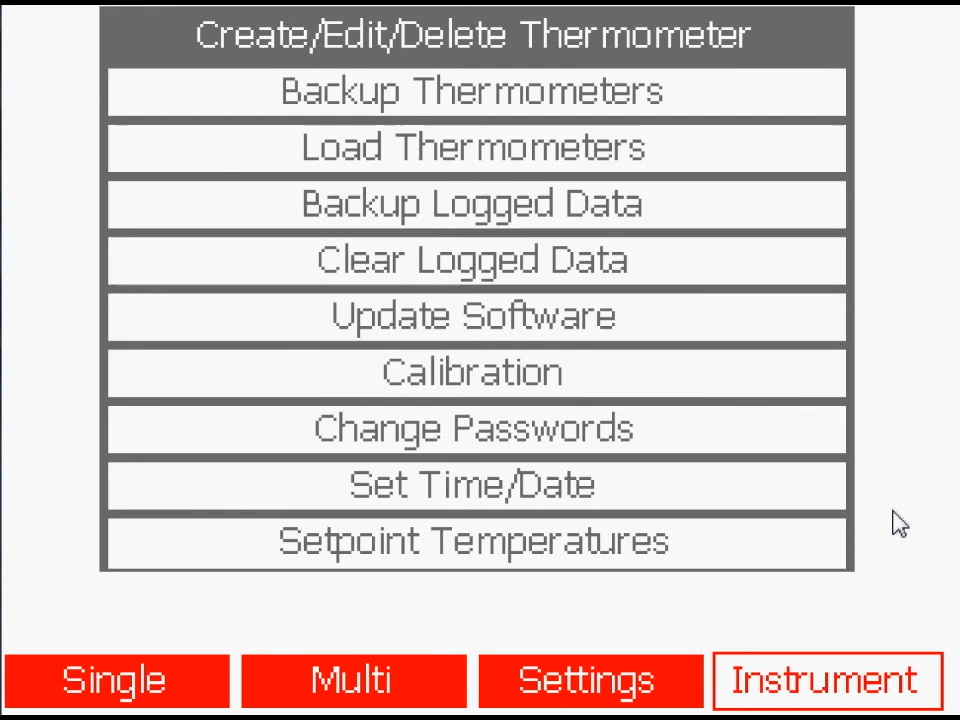 Create/Edit/Delete Thermometer
Backup Thermometers
Load Thermometers
Backup Logged Data
Clear Logged Data
Update Software
Calibration
Change Passwords
Set Time/Date
Setpoint Temperatures
Single Multi Settings Instrument